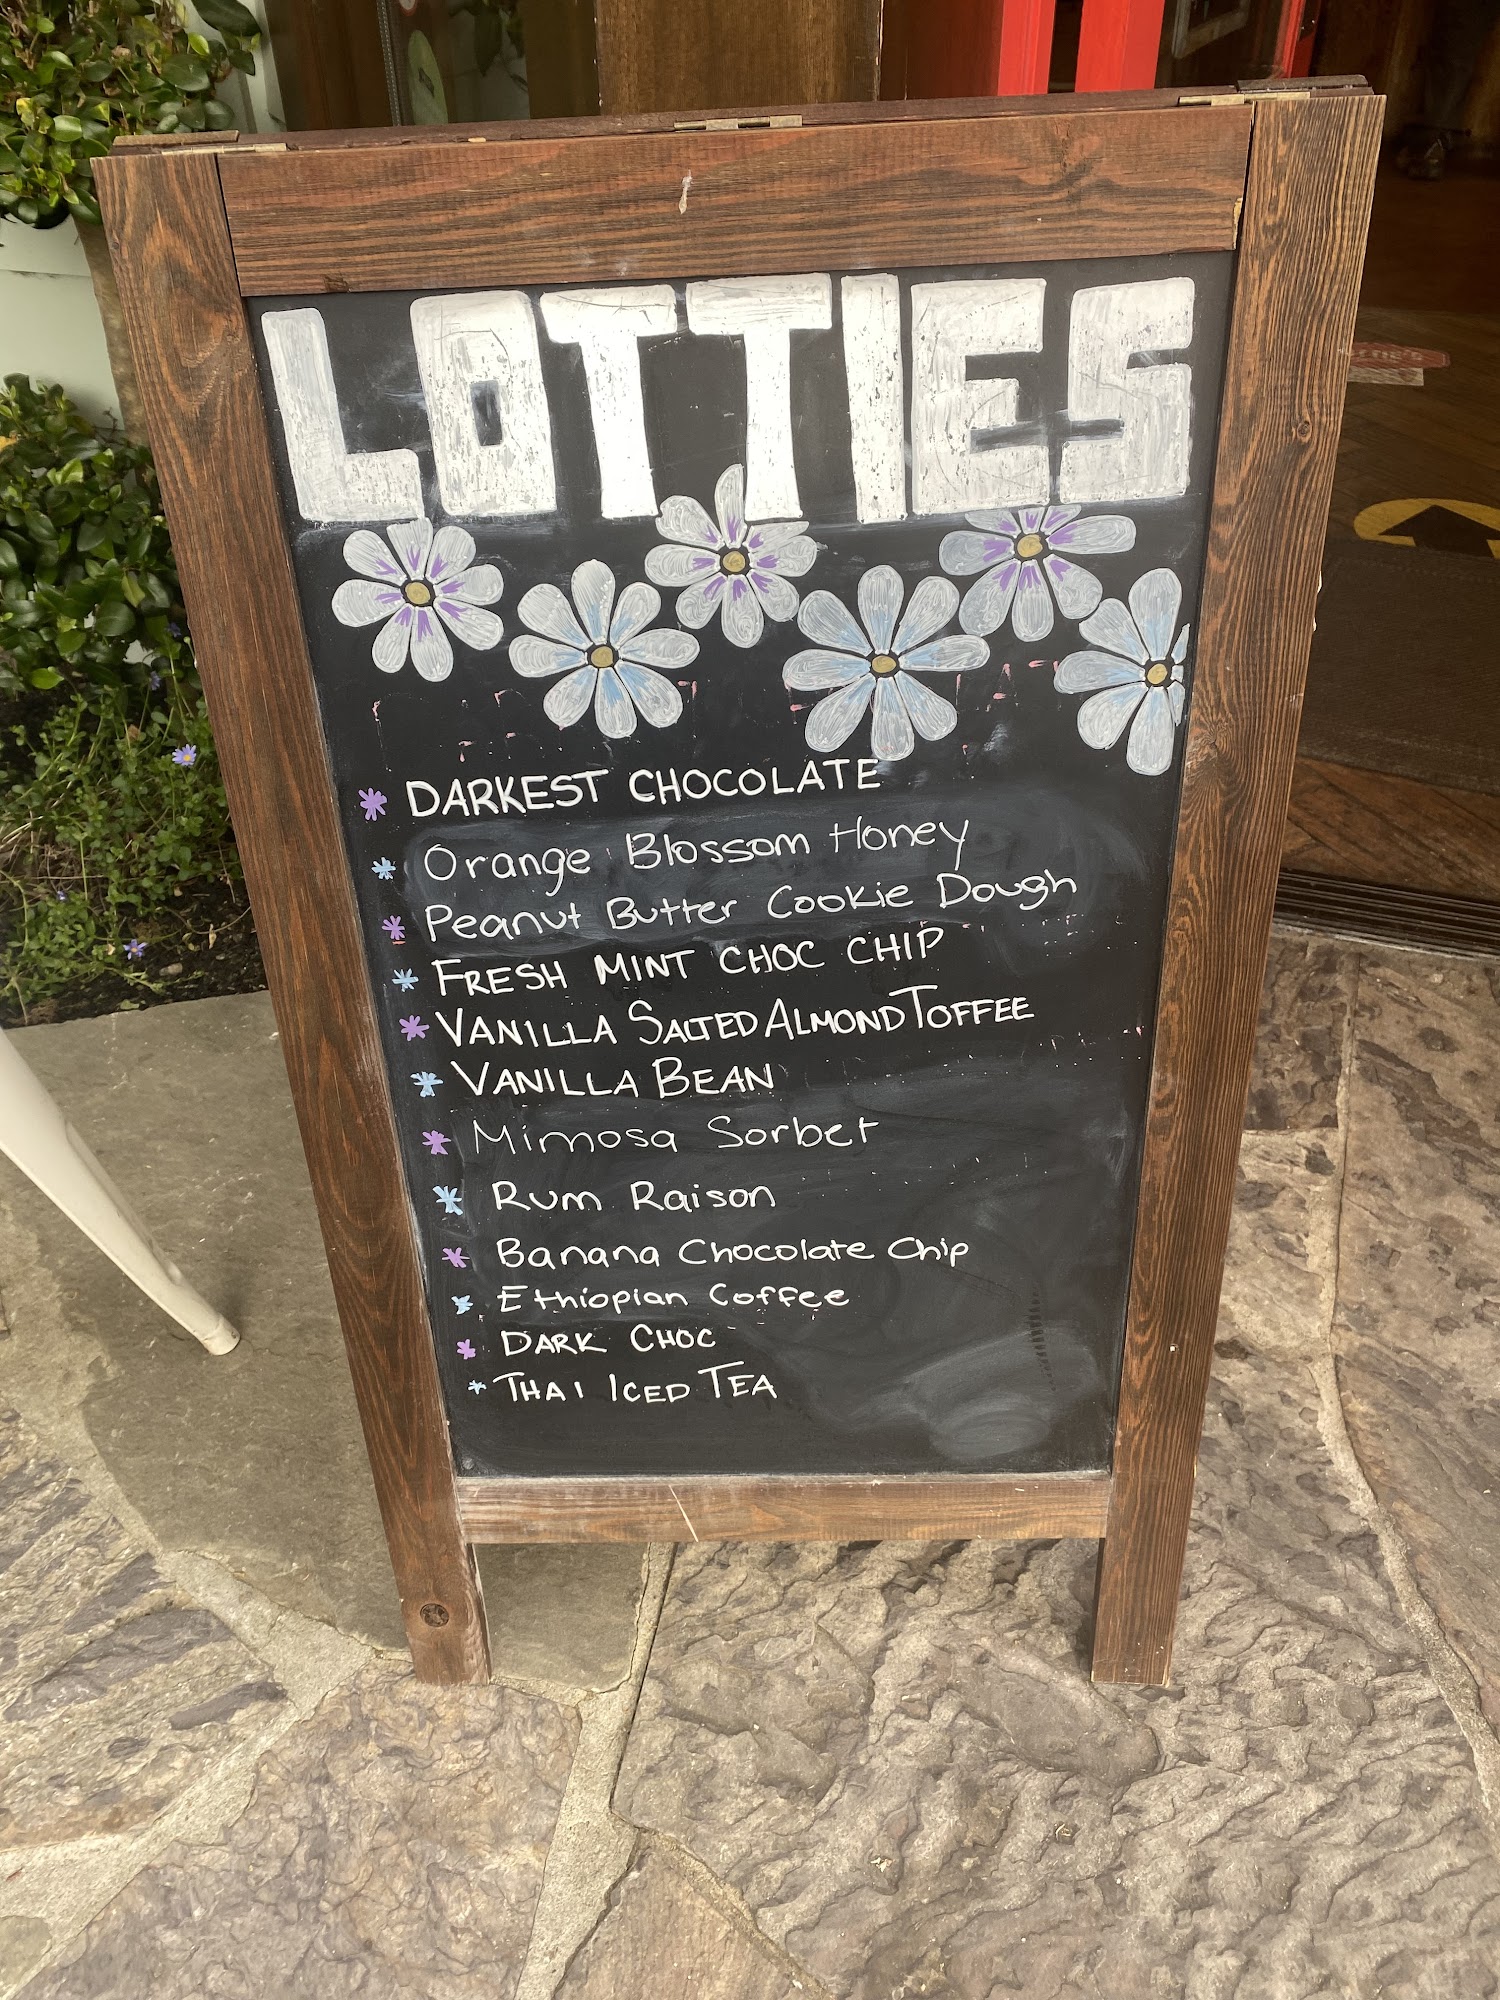 LOTTIES
DARKEST CHOCOLATE
Orange Blossom Honey
Peanut Butter Cookie Dough
FRESH MINT CHOC CHIP
VANILLA SALTED ALMOND TOFFEE
VANILLA BEAN
Mimosa Sorbet
Rum Raison
Banana Chocolate Chip
Ethiopian Coffee
DARK CHOC
THAI ICED TEA